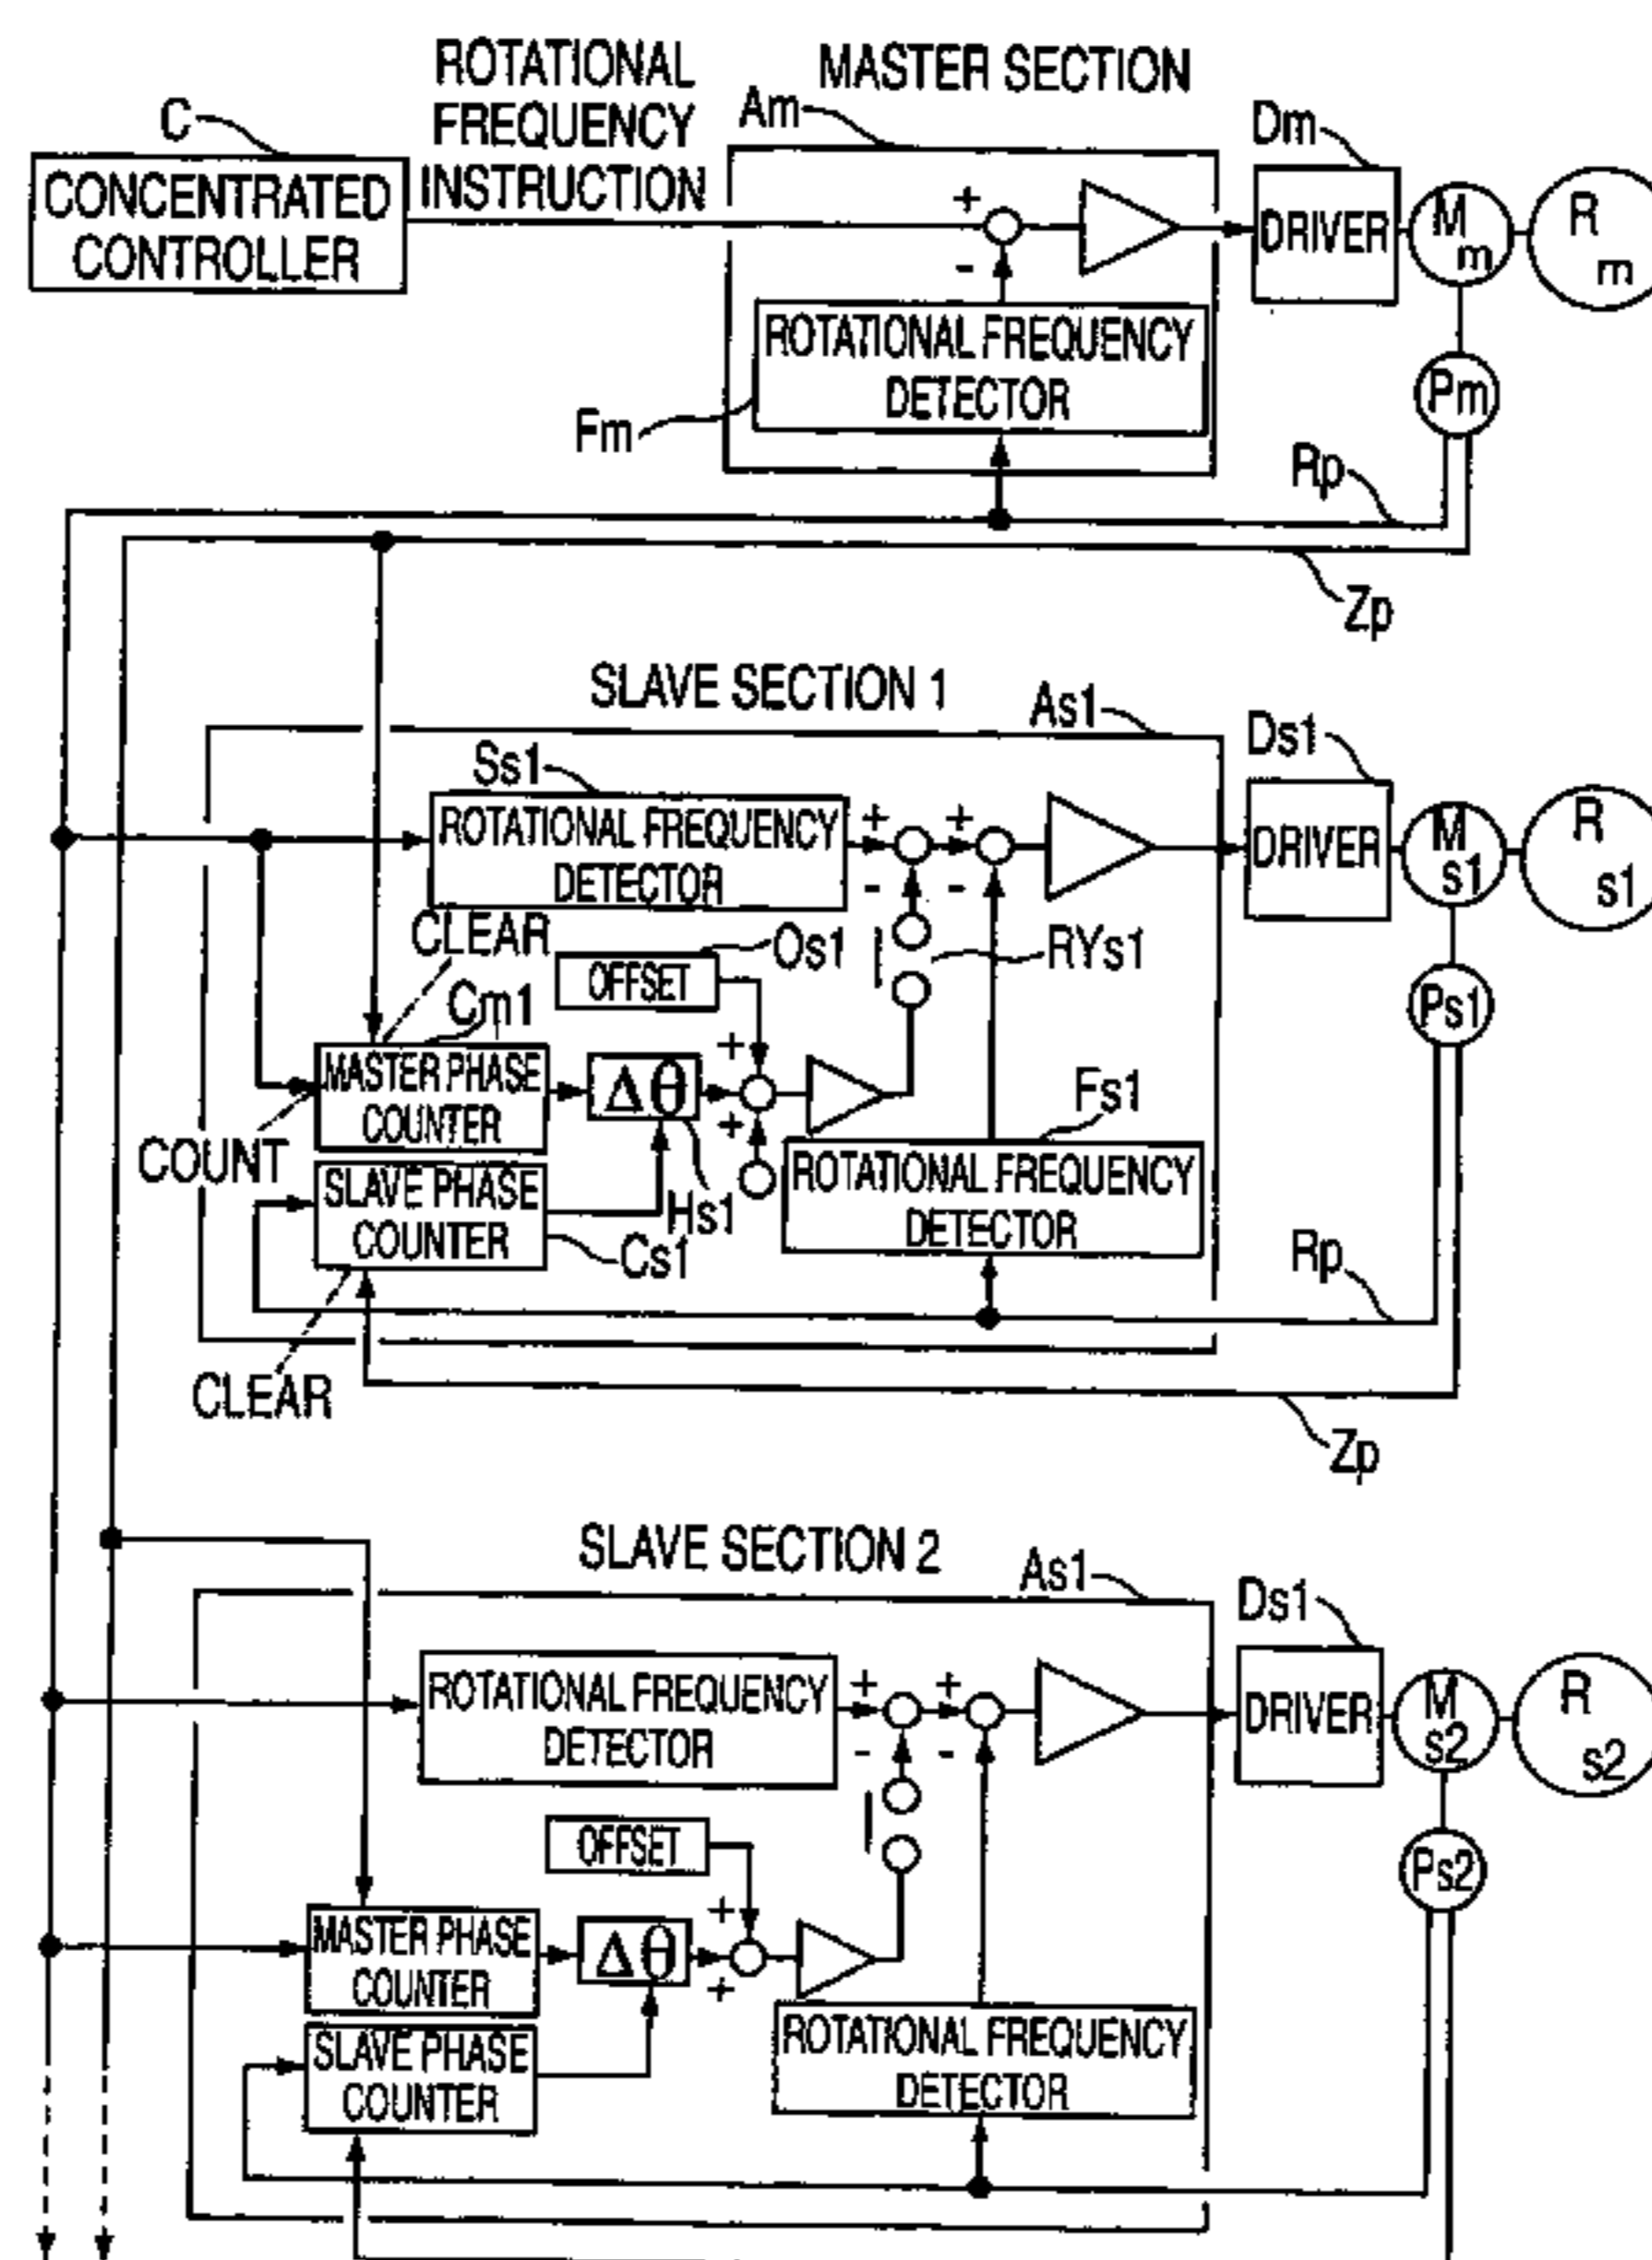 ROTATIONAL
FREQUENCY
INSTRUCTION
MASTER SECTION
C
Am
Dm
CONCENTRATED
CONTROLLER
+
-
DRIVER
M
m
R
m
ROTATIONAL FREQUENCY
DETECTOR
Fm
Pm
Rp
Zp
SLAVE SECTION 1
As1
Ds1
Ss1
ROTATIONAL FREQUENCY
DETECTOR
+
-
+
-
DRIVER
M
s1
R
s1
CLEAR
Os1
OFFSET
RYs1
Cm1
Ps1
MASTER PHASE
COUNTER
Δθ
+
+
Fs1
COUNT
SLAVE PHASE
COUNTER
Hs1
Cs1
ROTATIONAL FREQUENCY
DETECTOR
Rp
CLEAR
Zp
SLAVE SECTION 2
As1
Ds1
ROTATIONAL FREQUENCY
DETECTOR
+
-
+
-
DRIVER
M
s2
R
s2
OFFSET
Ps2
MASTER PHASE
COUNTER
Δθ
+
+
SLAVE PHASE
COUNTER
ROTATIONAL FREQUENCY
DETECTOR